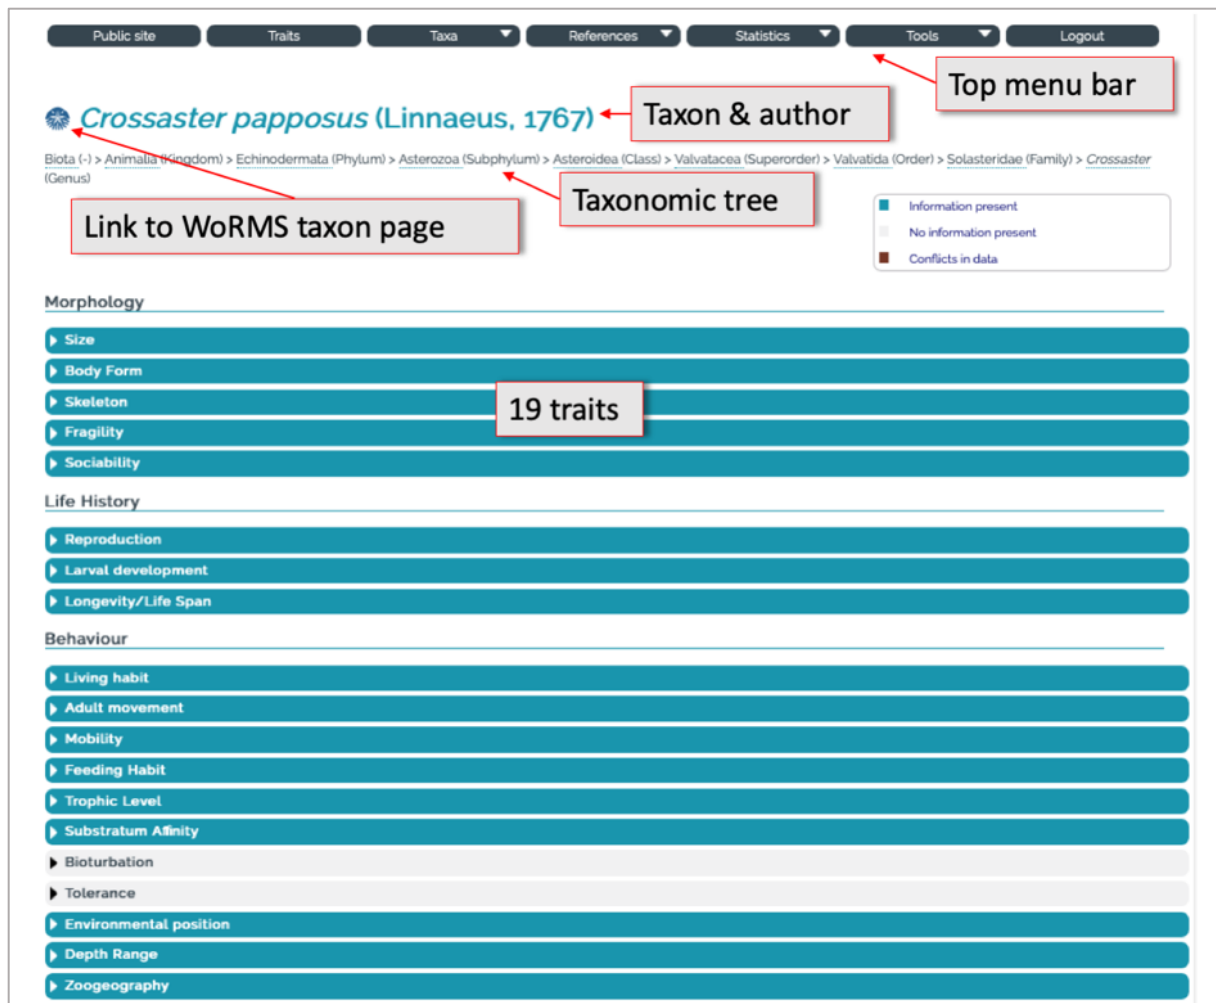 Public site Traits Taxa References Statistics Tools Logout
Top menu bar
Crossaster papposus (Linnaeus, 1767)
Taxon & author
Biota (-) > Animalia (Kingdom) > Echinodermata (Phylum) > Asterozoa (Subphylum) > Asteroidea (Class) > Valvatacea (Superorder) > Valvatida (Order) > Solasteridae (Family) > Crossaster
(Genus)
Link to WoRMS taxon page
Taxonomic tree
Information present
No information present
Conflicts in data
Morphology
Size
Body Form
Skeleton
19 traits
Fragility
Sociability
Life History
Reproduction
Larval development
Longevity/Life Span
Behaviour
Living habit
Adult movement
Mobility
Feeding Habit
Trophic Level
Substratum Affinity
Bioturbation
Tolerance
Environmental position
Depth Range
Zoogeography